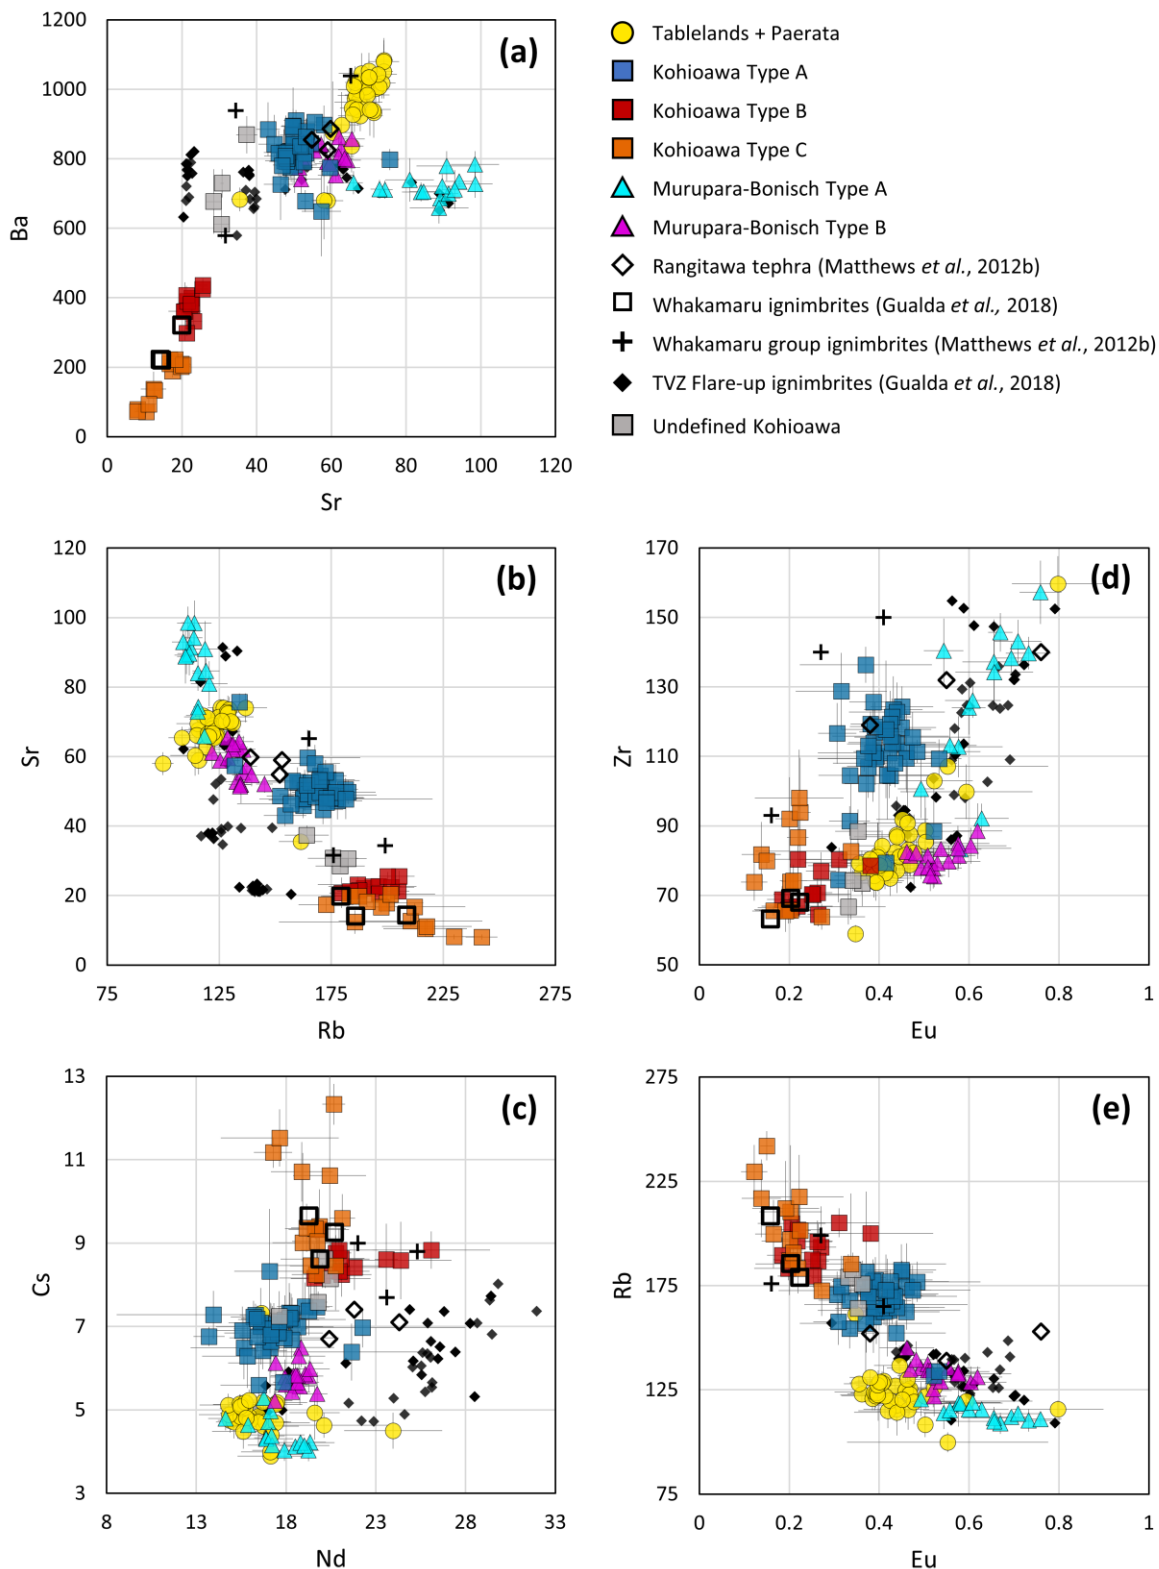 1200
1000
800
600
400
200
0
Ba
(a)
0 20 40 60 80 100 120
Sr
Tablelands + Paerata
Kohioawa Type A
Kohioawa Type B
Kohioawa Type C
Murupara-Bonisch Type A
Murupara-Bonisch Type B
Rangitawa tephra (Matthews et al., 2012b)
Whakamaru ignimbrites (Gualda et al., 2018)
Whakamaru group ignimbrites (Matthews et al., 2012b)
TVZ Flare-up ignimbrites (Gualda et al., 2018)
Undefined Kohioawa
120
100
80
60
40
20
0
Sr
(b)
75 125 175 225 275
Rb
170
150
130
110
90
70
50
Zr
(d)
0 0.2 0.4 0.6 0.8 1
Eu
13
11
9
7
5
3
Cs
(c)
8 13 18 23 28 33
Nd
275
225
175
125
75
Rb
(e)
0 0.2 0.4 0.6 0.8 1
Eu